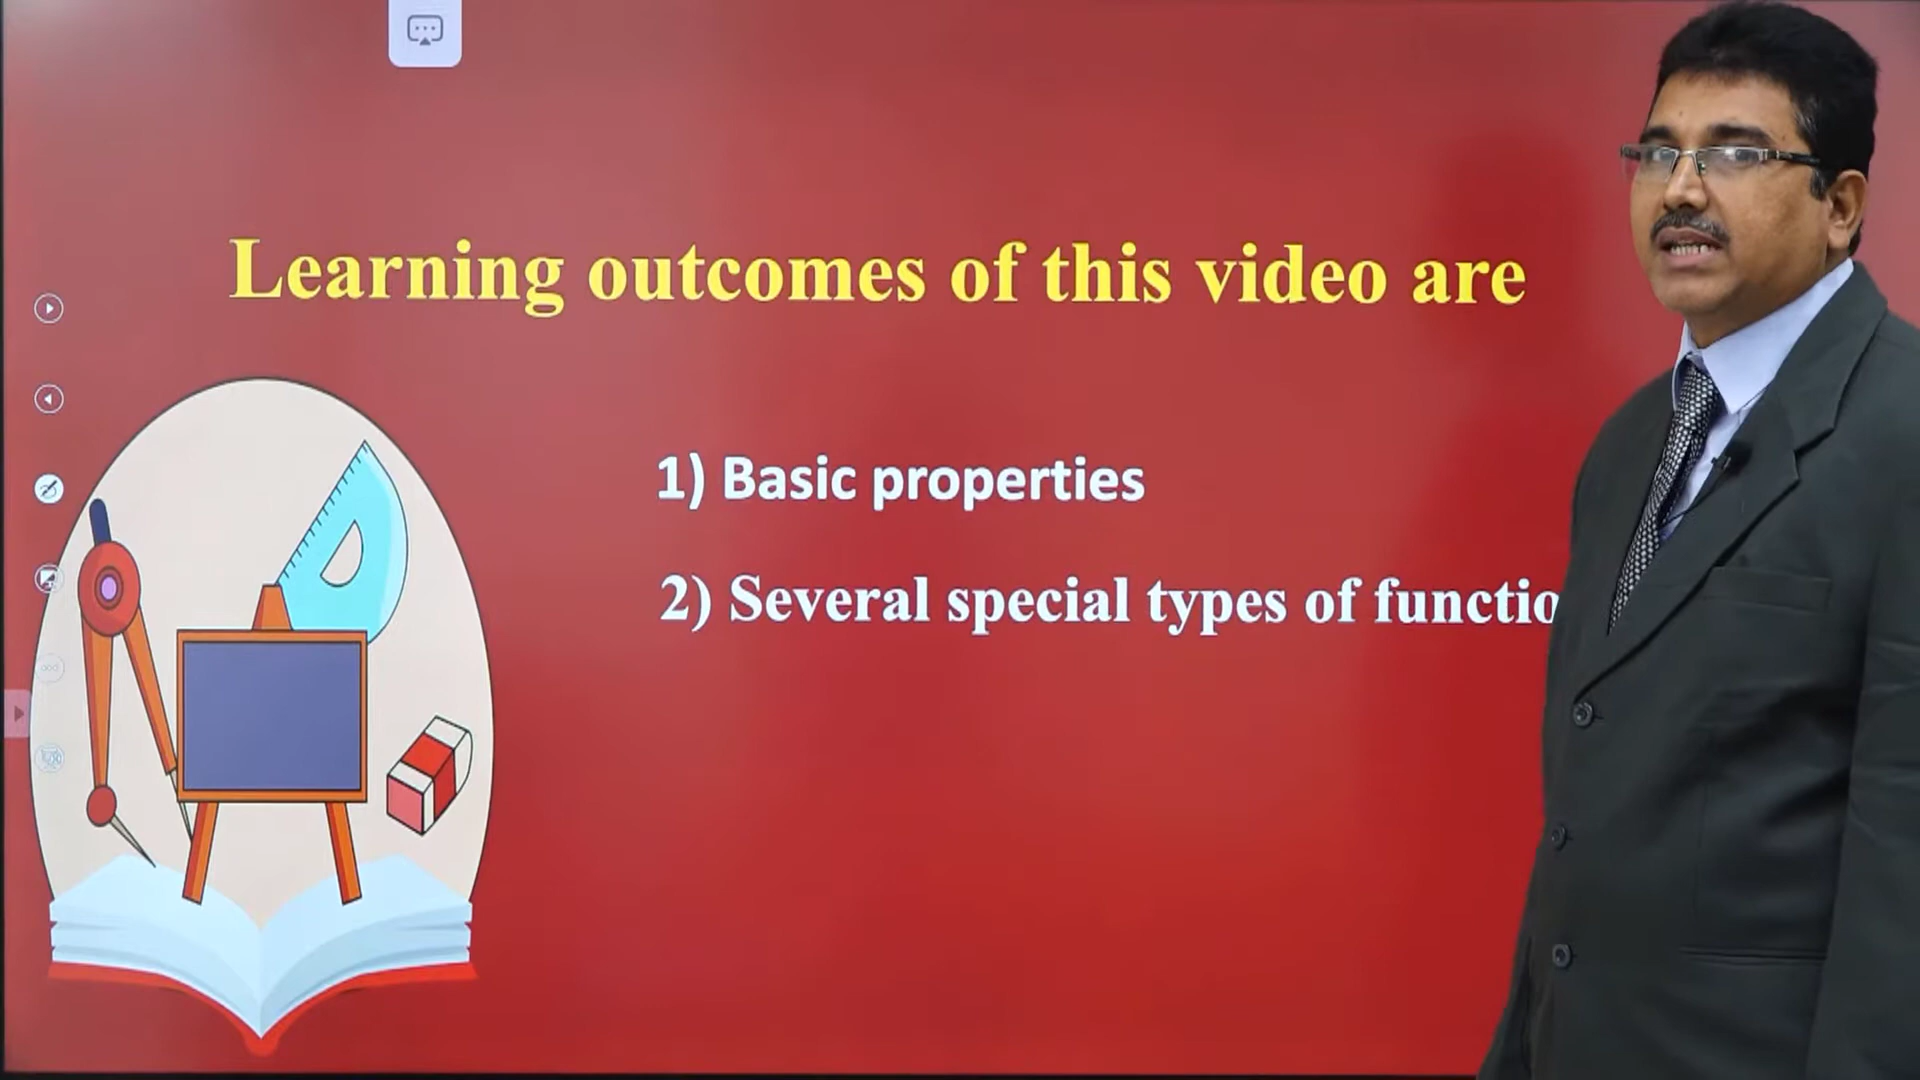 Learning outcomes of this video are
1) Basic properties
2) Several special types of functio